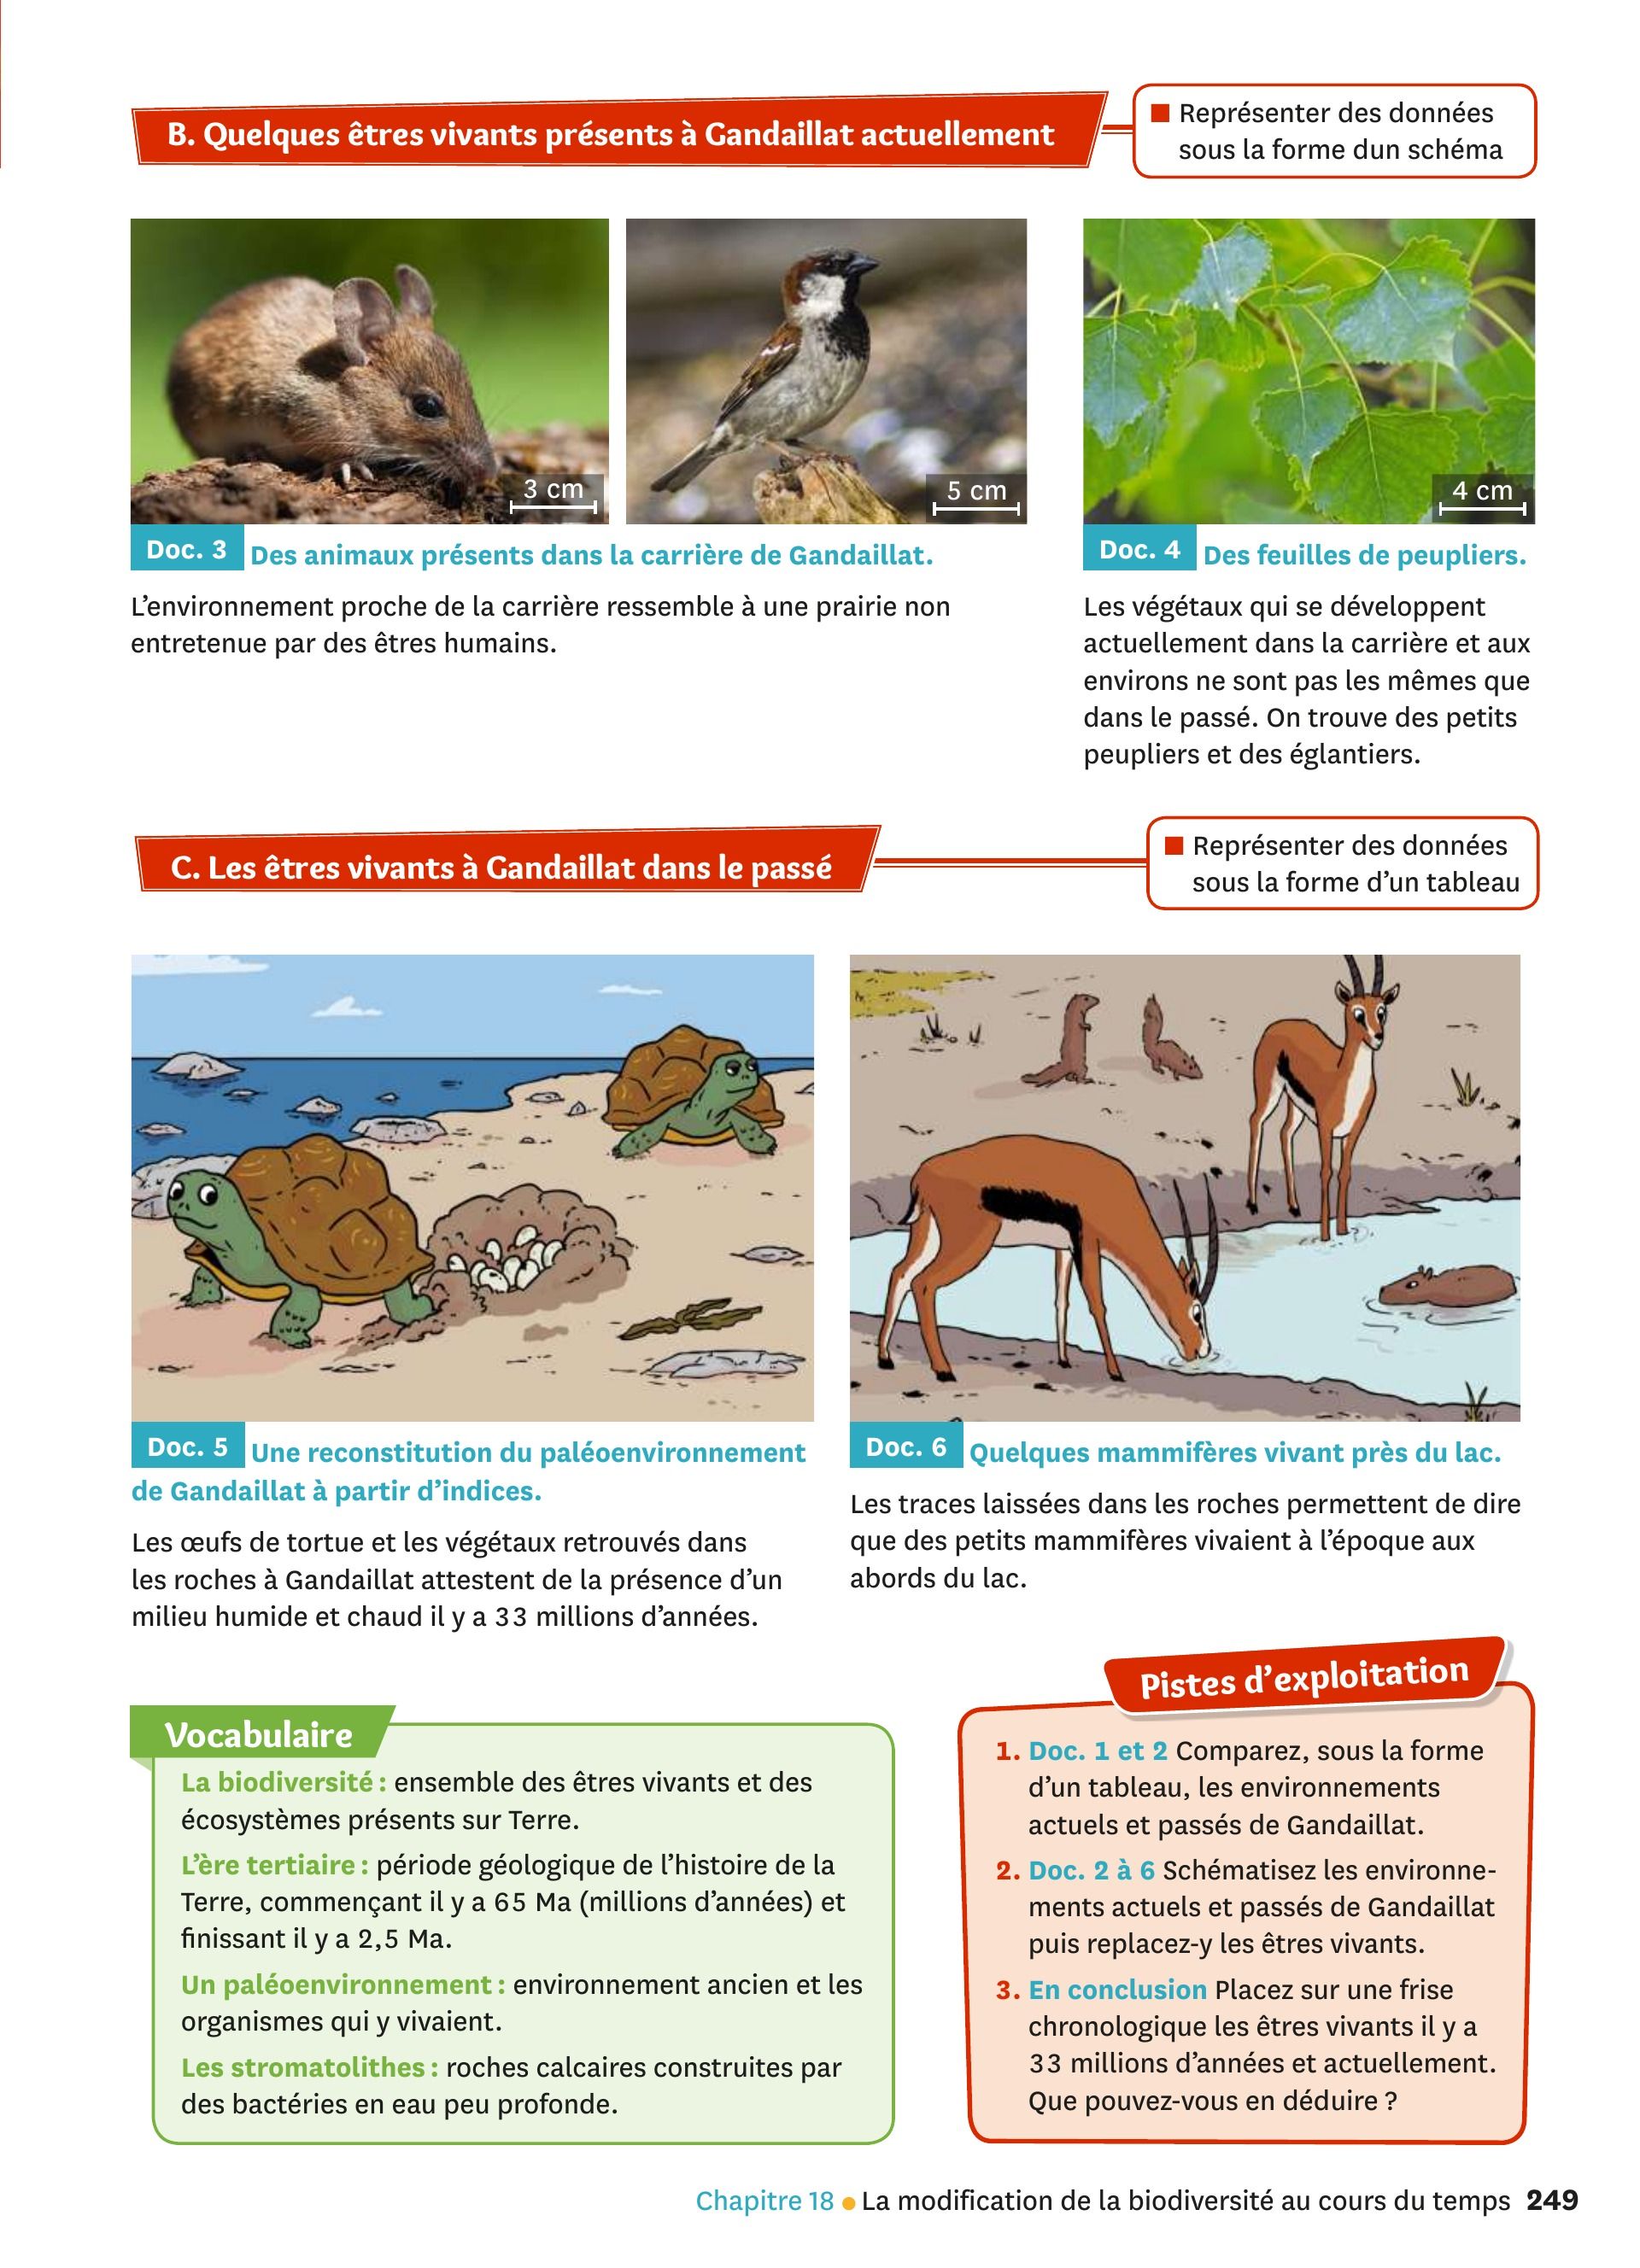 B. Quelques êtres vivants présents à Gandaillat actuellement
■ Représenter des données
sous la forme dun schéma
3 cm
5 cm
4 cm
Doc. 3 Des animaux présents dans la carrière de Gandaillat.
L'environnement proche de la carrière ressemble à une prairie non
entretenue par des êtres humains.
Doc. 4 Des feuilles de peupliers.
Les végétaux qui se développent
actuellement dans la carrière et aux
environs ne sont pas les mêmes que
dans le passé. On trouve des petits
peupliers et des églantiers.
C. Les êtres vivants à Gandaillat dans le passé
■ Représenter des données
sous la forme d'un tableau
Doc. 5 Une reconstitution du paléoenvironnement
de Gandaillat à partir d'indices.
Les œufs de tortue et les végétaux retrouvés dans
les roches à Gandaillat attestent de la présence d'un
milieu humide et chaud il y a 33 millions d'années.
Doc. 6 Quelques mammifères vivant près du lac.
Les traces laissées dans les roches permettent de dire
que des petits mammifères vivaient à l'époque aux
abords du lac.
Vocabulaire
La biodiversité : ensemble des êtres vivants et des
écosystèmes présents sur Terre.
L'ère tertiaire : période géologique de l'histoire de la
Terre, commençant il y a 65 Ma (millions d'années) et
finissant il y a 2,5 Ma.
Un paléoenvironnement : environnement ancien et les
organismes qui y vivaient.
Les stromatolithes : roches calcaires construites par
des bactéries en eau peu profonde.
Pistes d'exploitation
1. Doc. 1 et 2 Comparez, sous la forme
d'un tableau, les environnements
actuels et passés de Gandaillat.
2. Doc. 2 à 6 Schématisez les environne-
ments actuels et passés de Gandaillat
puis replacez-y les êtres vivants.
3. En conclusion Placez sur une frise
chronologique les êtres vivants il y a
33 millions d'années et actuellement.
Que pouvez-vous en déduire ?
Chapitre 18 ● La modification de la biodiversité au cours du temps 249